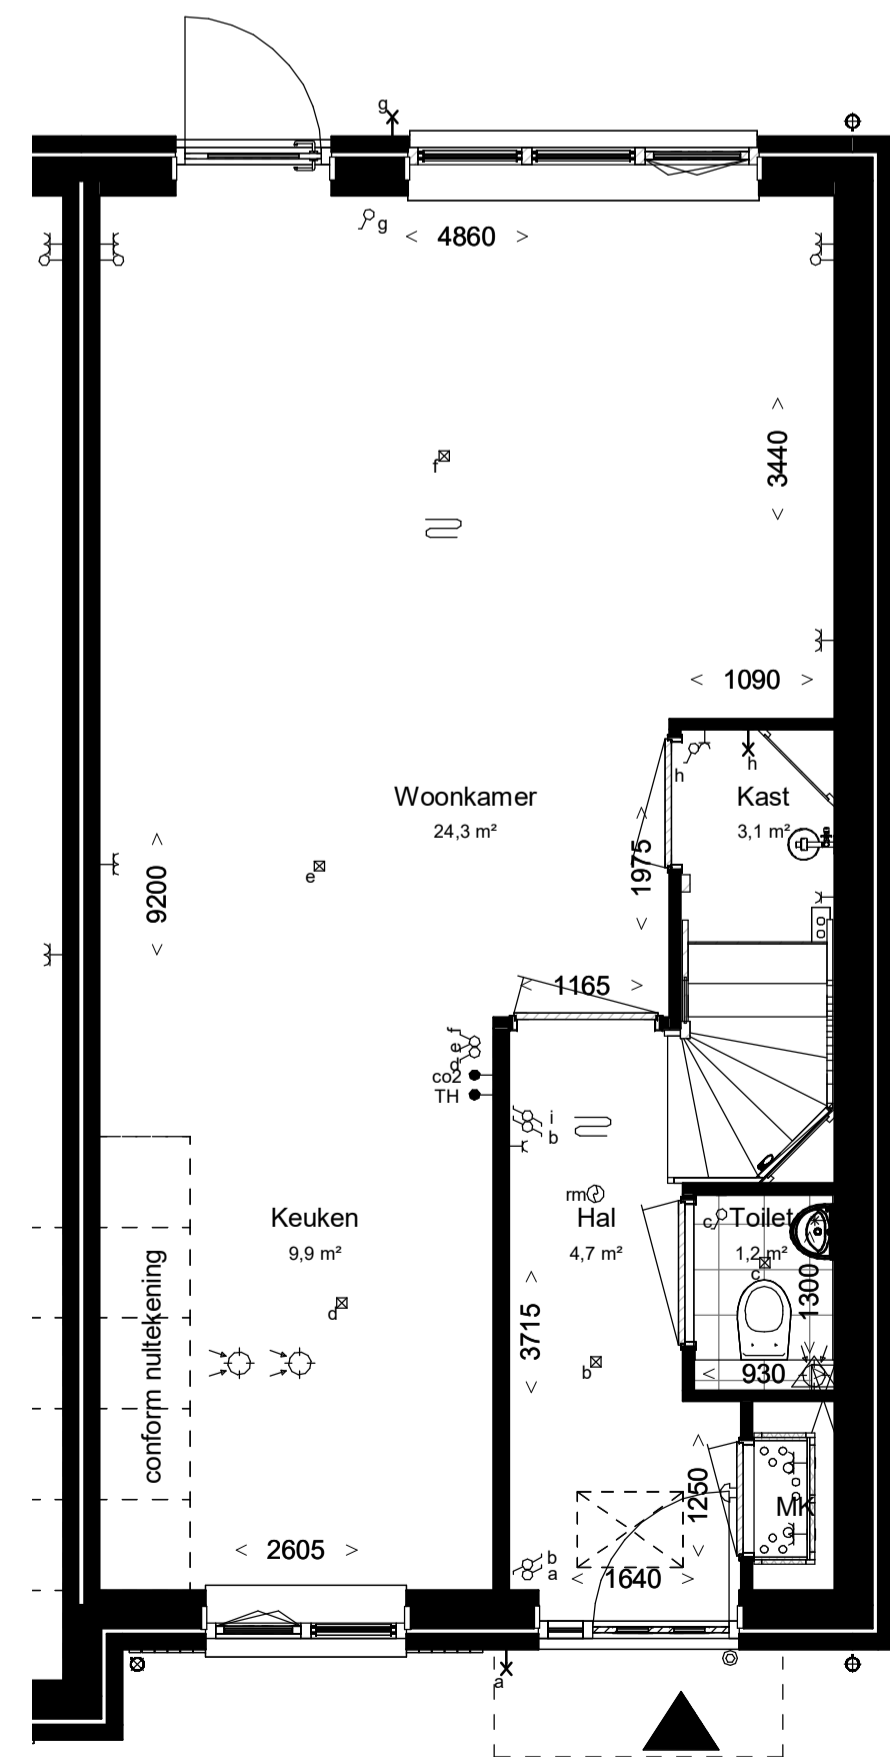 g
g
< 4860 >
< 3440 >
f
< 1090 >
h
h
Woonkamer
24,3 m²
Kast
3,1 m²
< 1975 >
e
< 9200 >
< 1165 >
f
e
d
co2
TH
i
b
rm
Keuken
9,9 m²
Hal
4,7 m²
c
Toilet
1,2 m²
c
< 1300
conform nultekening
d
< 3715 >
b
< 930
< 1250 >
MK
< 2605 >
b
a
< 1640 >
a